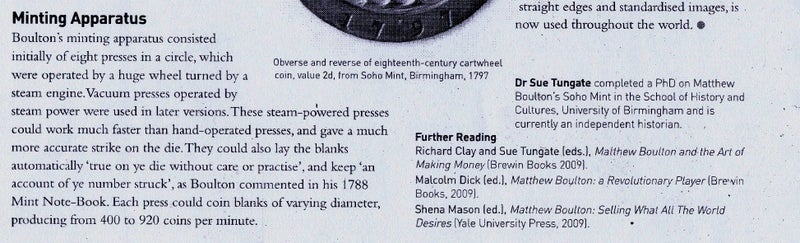 Minting Apparatus
Boulton's minting apparatus consisted
initially of eight presses in a circle, which
were operated by a huge wheel turned by a
steam engine. Vacuum presses operated by
steam power were used in later versions. These steam-powered presses
could work much faster than hand-operated presses, and gave a much
more accurate strike on the die. They could also lay the blanks
automatically 'true on ye die without care or practise', and keep 'an
account of ye number struck', as Boulton commented in his 1788
Mint Note-Book. Each press could coin blanks of varying diameter,
producing from 400 to 920 coins per minute.
1797
Obverse and reverse of eighteenth-century cartwheel
coin, value 2d, from Soho Mint, Birmingham, 1797
straight edges and standardised images, is
now used throughout the world.
Dr Sue Tungate completed a PhD on Matthew
Boulton's Soho Mint in the School of History and
Cultures, University of Birmingham and is
currently an independent historian.
Further Reading
Richard Clay and Sue Tungate (eds.), Matthew Boulton and the Art of
Making Money (Brewin Books 2009).
Malcolm Dick (ed.), Matthew Boulton: a Revolutionary Player (Brewin
Books, 2009).
Shena Mason (ed.), Matthew Boulton: Selling What All The World
Desires (Yale University Press, 2009).